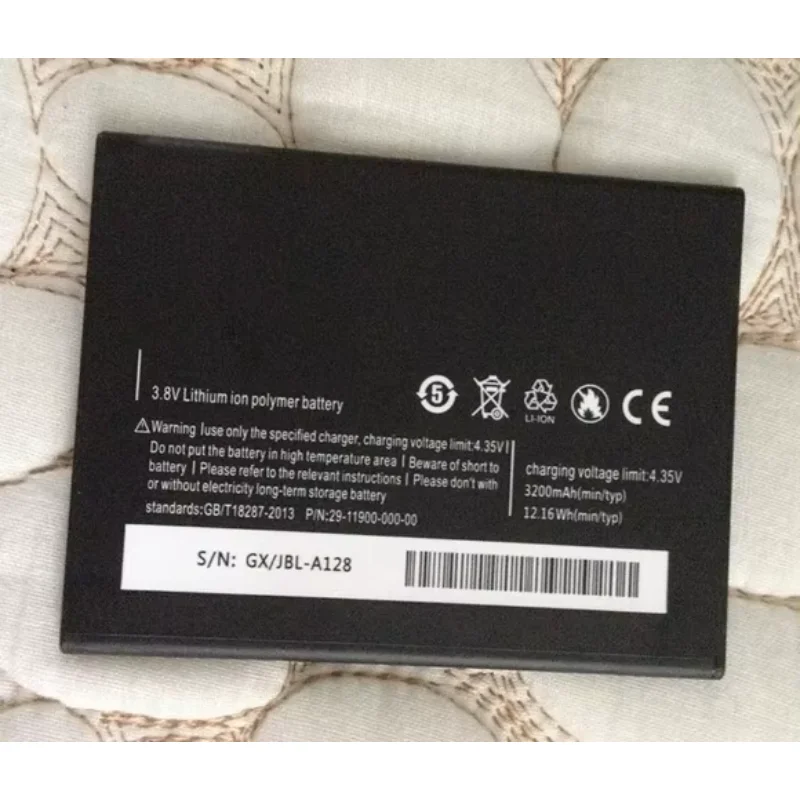 3.8V Lithium ion polymer battery
5
LI-ION
CE
Warning |use only the specified charger, charging voltage limit:4.35V|
Do not put the battery in high temperature area | Beware of short to
battery | Please refer to the relevant instructions | Please don't with
or without electricity long-term storage battery
standards:GB/T18287-2013 P/N:29-11900-000-00
charging voltage limit:4.35V
3200mAh(min/typ)
12.16Wh(min/typ)
S/N: GX/JBL-A128